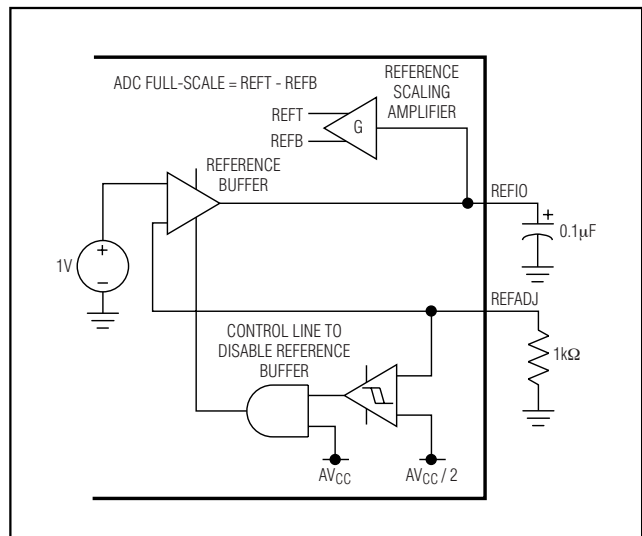 ADC FULL-SCALE = REFT - REFB
REFERENCE
SCALING
AMPLIFIER
REFT
REFB
G
REFERENCE
BUFFER
REFIO
+
0.1μF
+
−
1V
REFADJ
1kΩ
CONTROL LINE TO
DISABLE REFERENCE
BUFFER
AVCC
AVCC / 2